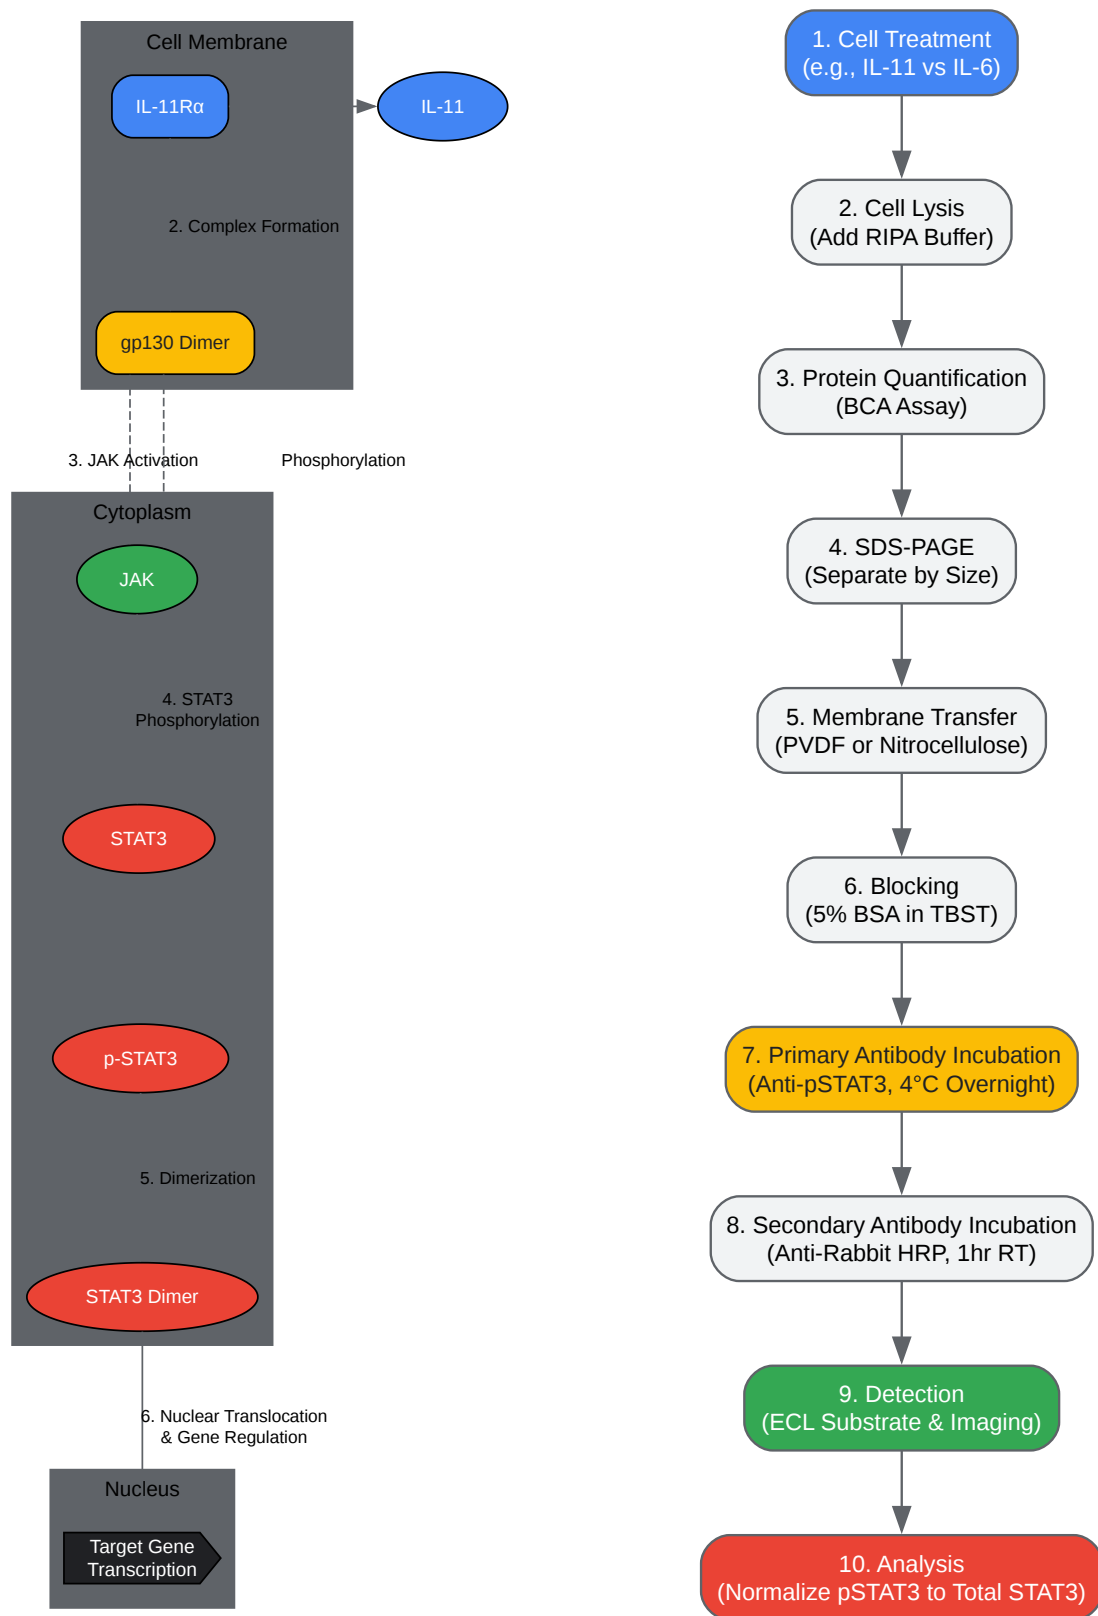 Cell Membrane
IL-11Rα
IL-11
2. Complex Formation
gp130 Dimer
3. JAK Activation
Phosphorylation
Cytoplasm
JAK
4. STAT3
Phosphorylation
STAT3
p-STAT3
5. Dimerization
STAT3 Dimer
6. Nuclear Translocation
& Gene Regulation
Nucleus
Target Gene
Transcription
1. Cell Treatment
(e.g., IL-11 vs IL-6)
2. Cell Lysis
(Add RIPA Buffer)
3. Protein Quantification
(BCA Assay)
4. SDS-PAGE
(Separate by Size)
5. Membrane Transfer
(PVDF or Nitrocellulose)
6. Blocking
(5% BSA in TBST)
7. Primary Antibody Incubation
(Anti-pSTAT3, 4°C Overnight)
8. Secondary Antibody Incubation
(Anti-Rabbit HRP, 1hr RT)
9. Detection
(ECL Substrate & Imaging)
10. Analysis
(Normalize pSTAT3 to Total STAT3)